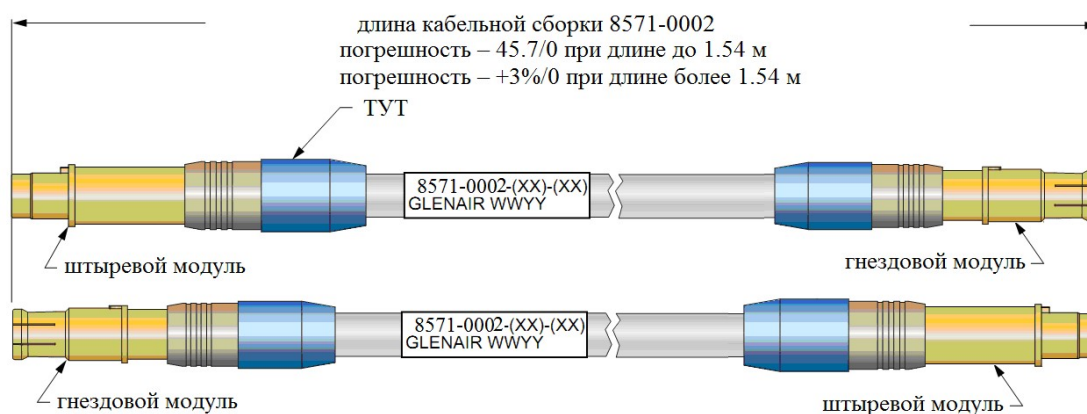 длина кабельной сборки 8571-0002
погрешность – 45.7/0 при длине до 1.54 м
погрешность – +3%/0 при длине более 1.54 м
ТУТ
8571-0002-(XX)-(XX)
GLENAIR WWYY
штыревой модуль
гнездовой модуль
8571-0002-(XX)-(XX)
GLENAIR WWYY
гнездовой модуль
штыревой модуль